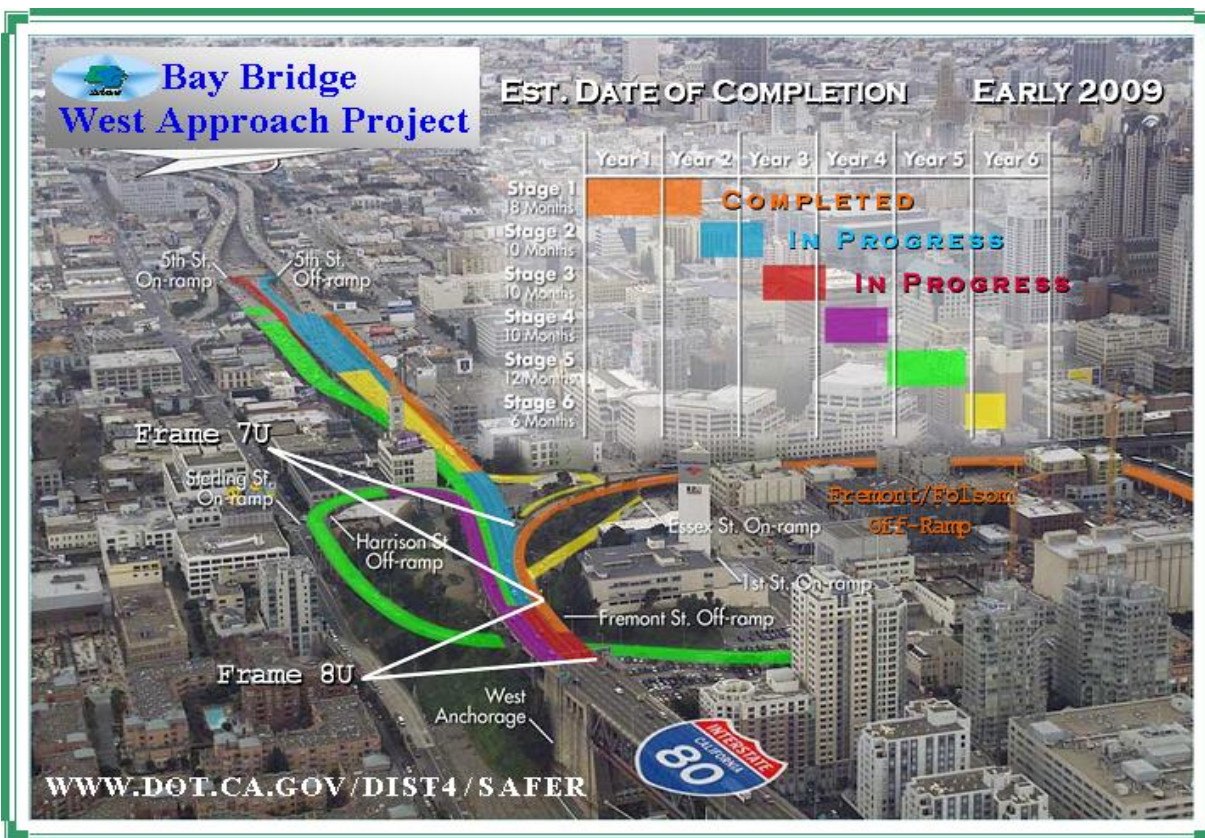 Bay Bridge
West Approach Project
EST. DATE OF COMPLETION EARLY 2009
Year 1 Year 2 Year 3 Year 4 Year 5 Year 6
Stage 1
18 Months
COMPLETED
Stage 2
10 Months
IN PROGRESS
Stage 3
10 Months
IN PROGRESS
Stage 4
10 Months
Stage 5
12 Months
Stage 6
6 Months
5th St.
On-ramp
5th St.
Off-ramp
Frame 7U
Sterling St.
On-ramp
Harrison St
Off-ramp
Essex St. On-ramp
Fremont/Folsom
Off-Ramp
1st St. On-ramp
Fremont St. Off-ramp
Frame 8U
West
Anchorage
INTERSTATE
CALIFORNIA
80
WWW.DOT.CA.GOV/DIST4/SAFER